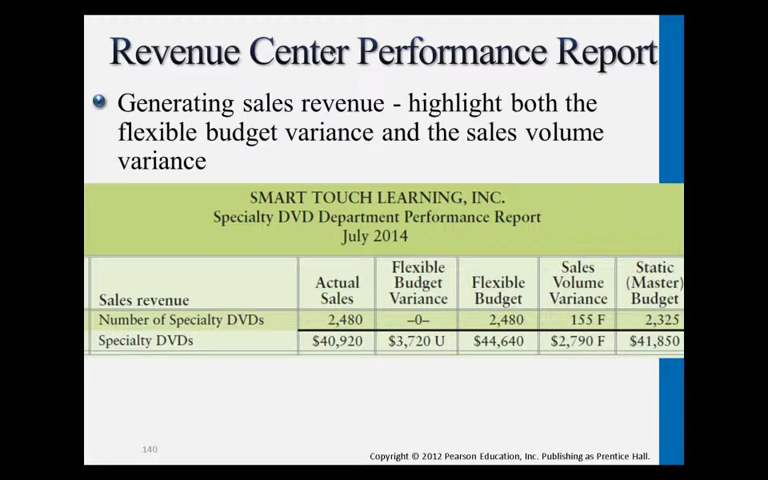 Revenue Center Performance Report
Generating sales revenue - highlight both the
flexible budget variance and the sales volume
variance
SMART TOUCH LEARNING, INC.
Specialty DVD Department Performance Report
July 2014
Sales revenue | Actual Sales | Flexible Budget Variance | Flexible Budget | Sales Volume Variance | Static (Master) Budget
Number of Specialty DVDs | 2,480 | –0– | 2,480 | 155 F | 2,325
Specialty DVDs | $40,920 | $3,720 U | $44,640 | $2,790 F | $41,850
140
Copyright © 2012 Pearson Education, Inc. Publishing as Prentice Hall.